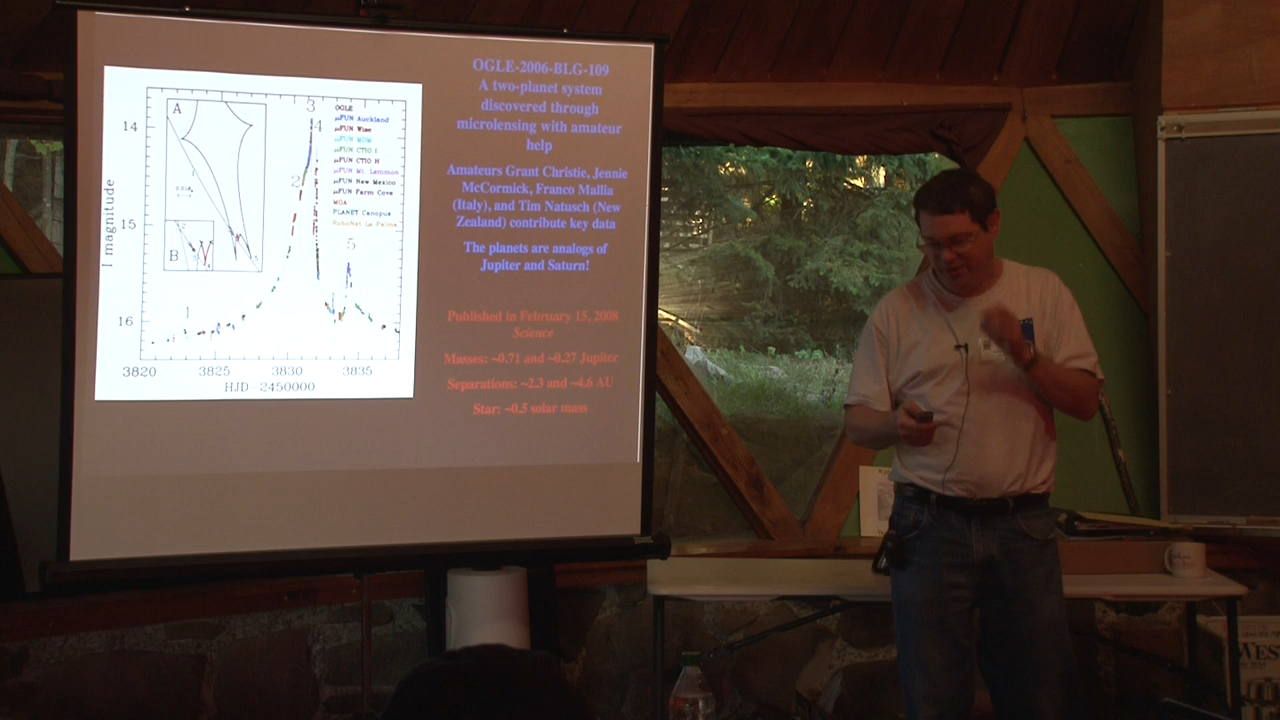 OGLE-2006-BLG-109
A two-planet system
discovered through
microlensing with amateur
help
Amateurs Grant Christie, Jennie
McCormick, Franco Mallia
(Italy), and Tim Natusch (New
Zealand) contribute key data
The planets are analogs of
Jupiter and Saturn!
Published in February 15, 2008
Science
Masses: ~0.71 and ~0.27 Jupiter
Separations: ~2.3 and ~4.6 AU
Star: ~0.5 solar mass
OGLE
μFUN Auckland
μFUN Wise
μFUN MDM
μFUN CTIO I
μFUN CTIO H
μFUN Mt. Lemmon
μFUN New Mexico
μFUN Farm Cove
MOA
PLANET Canopus
RoboNet La Palma
A
B
1
2
3
4
5
14
15
16
I magnitude
3820
3825
3830
3835
HJD-2450000